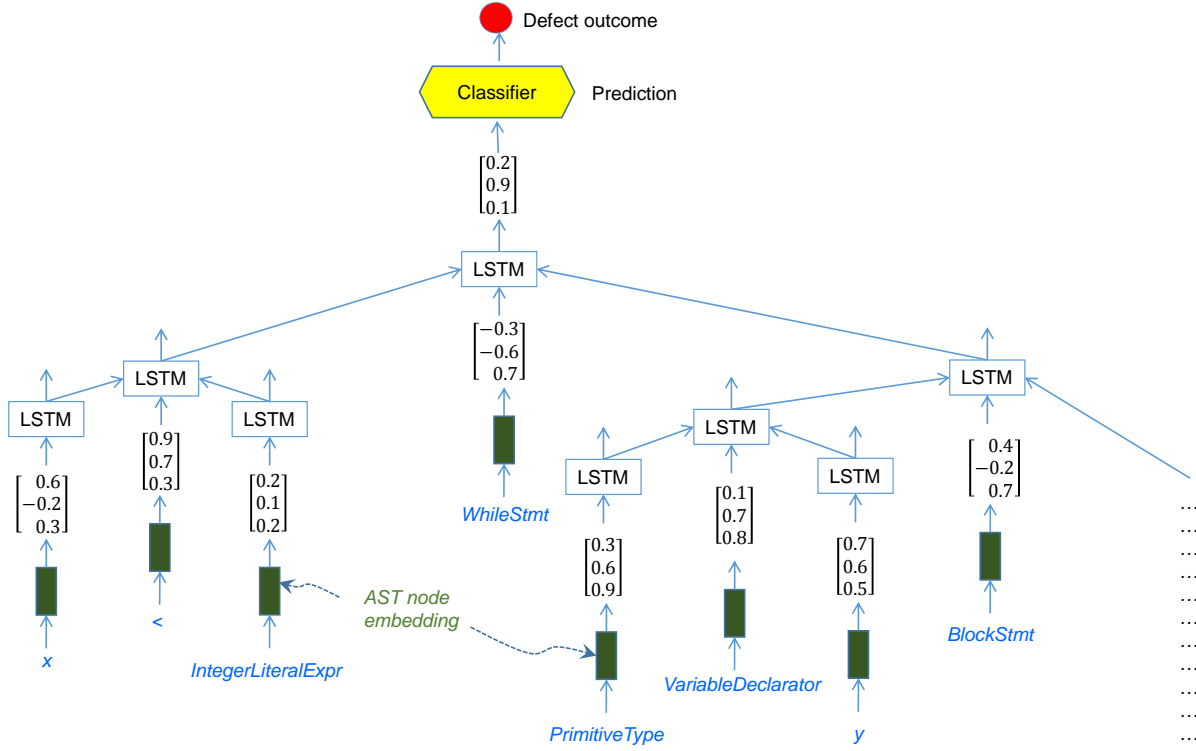 Defect outcome
Classifier
Prediction
[0.2
0.9
0.1]
LSTM
[−0.3
−0.6
0.7]
LSTM
LSTM
LSTM
LSTM
LSTM
LSTM
LSTM
[0.6
−0.2
0.3]
[0.9
0.7
0.3]
[0.2
0.1
0.2]
WhileStmt
[0.3
0.6
0.9]
[0.1
0.7
0.8]
[0.7
0.6
0.5]
[0.4
−0.2
0.7]
x
<
IntegerLiteralExpr
AST node
embedding
PrimitiveType
VariableDeclarator
y
BlockStmt
...
...
...
...
...
...
...
...
...
...
...